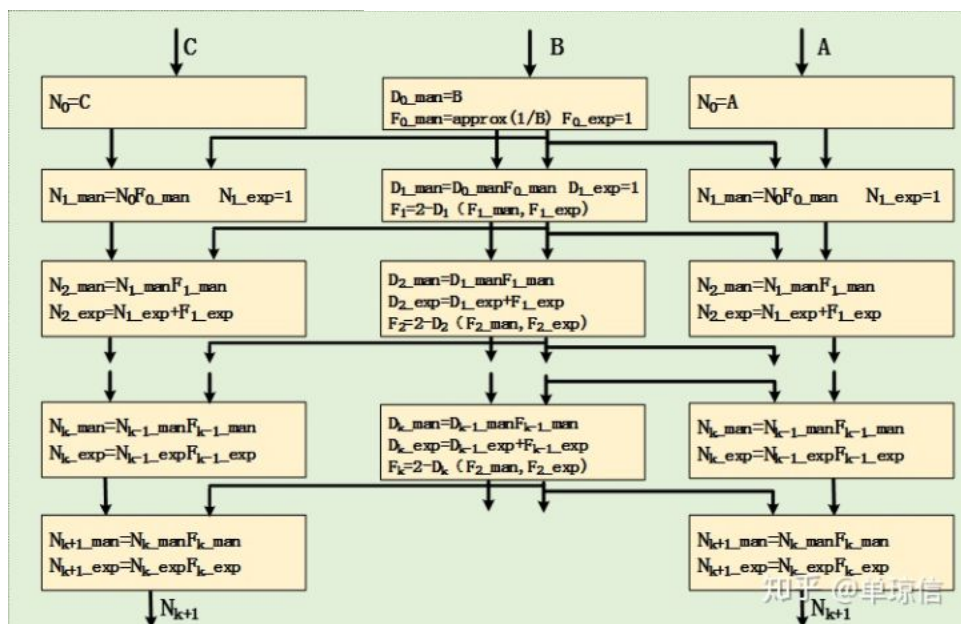 C
B
A
N₀=C
D₀_man=B
F₀_man=approx(1/B) F₀_exp=1
N₀=A
N₁_man=N₀F₀_man N₁_exp=1
D₁_man=D₀_manF₀_man D₁_exp=1
F₁=2-D₁ (F₁_man, F₁_exp)
N₁_man=N₀F₀_man N₁_exp=1
N₂_man=N₁_manF₁_man
N₂_exp=N₁_exp+F₁_exp
D₂_man=D₁_manF₁_man
D₂_exp=D₁_exp+F₁_exp
F₂=2-D₂ (F₂_man, F₂_exp)
N₂_man=N₁_manF₁_man
N₂_exp=N₁_exp+F₁_exp
Nₖ_man=Nₖ₋₁_manFₖ₋₁_man
Nₖ_exp=Nₖ₋₁_expFₖ₋₁_exp
Dₖ_man=Dₖ₋₁_manFₖ₋₁_man
Dₖ_exp=Dₖ₋₁_exp+Fₖ₋₁_exp
Fₖ=2-Dₖ (F₂_man, F₂_exp)
Nₖ_man=Nₖ₋₁_manFₖ₋₁_man
Nₖ_exp=Nₖ₋₁_expFₖ₋₁_exp
Nₖ₊₁_man=Nₖ_manFₖ_man
Nₖ₊₁_exp=Nₖ_expFₖ_exp
Nₖ₊₁_man=Nₖ_manFₖ_man
Nₖ₊₁_exp=Nₖ_expFₖ_exp
Nₖ₊₁
Nₖ₊₁
知乎 @单琼信